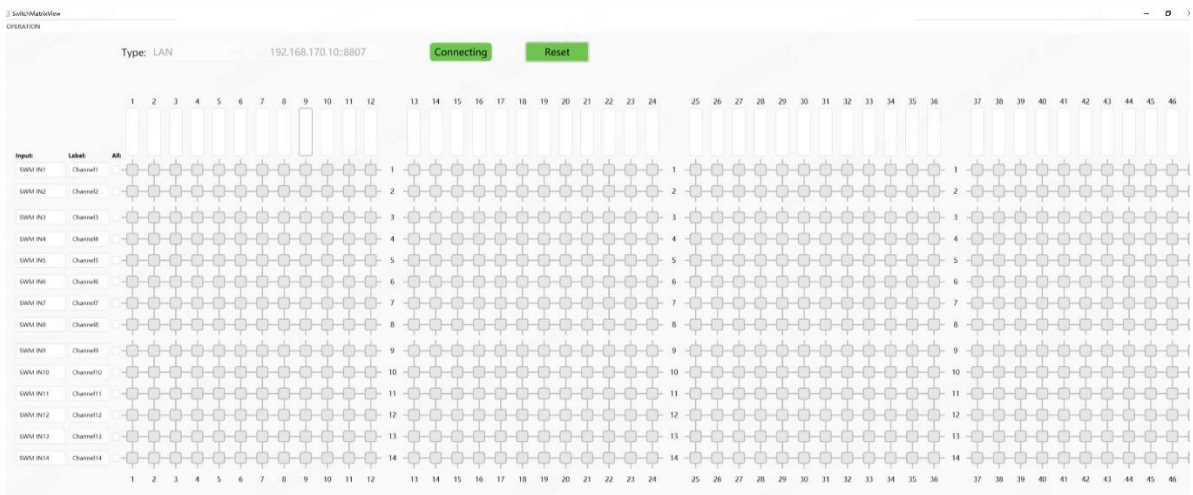 SwitchMatrixView
OPERATION
Type: LAN 192.168.170.10::8807 Connecting Reset
1 2 3 4 5 6 7 8 9 10 11 12 13 14 15 16 17 18 19 20 21 22 23 24 25 26 27 28 29 30 31 32 33 34 35 36 37 38 39 40 41 42 43 44 45 46
Input: Label: All:
SWM IN1 Channel1 1 1 1
SWM IN2 Channel2 2 2 2
SWM IN3 Channel3 3 3 3
SWM IN4 Channel4 4 4 4
SWM IN5 Channel5 5 5 5
SWM IN6 Channel6 6 6 6
SWM IN7 Channel7 7 7 7
SWM IN8 Channel8 8 8 8
SWM IN9 Channel9 9 9 9
SWM IN10 Channel10 10 10 10
SWM IN11 Channel11 11 11 11
SWM IN12 Channel12 12 12 12
SWM IN13 Channel13 13 13 13
SWM IN14 Channel14 14 14 14
1 2 3 4 5 6 7 8 9 10 11 12 13 14 15 16 17 18 19 20 21 22 23 24 25 26 27 28 29 30 31 32 33 34 35 36 37 38 39 40 41 42 43 44 45 46